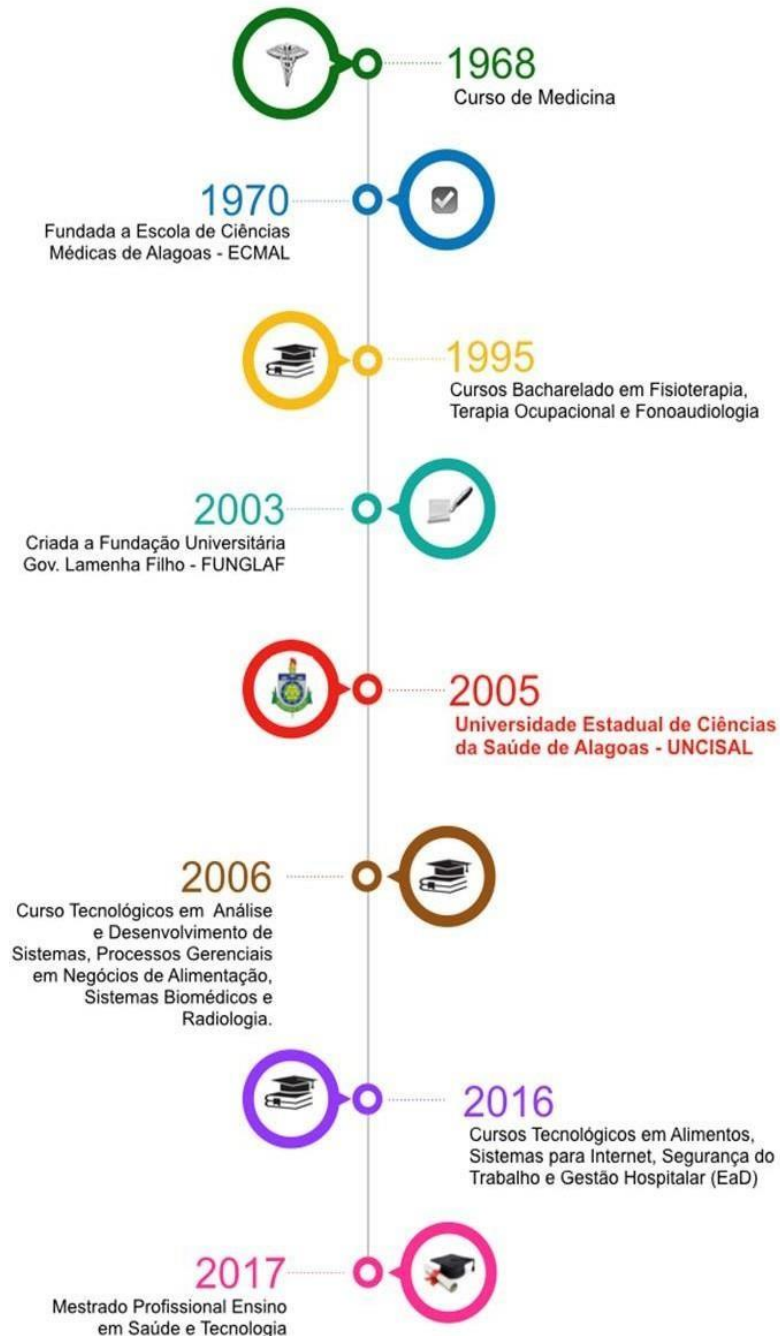 1968
Curso de Medicina
1970
Fundada a Escola de Ciências
Médicas de Alagoas - ECMAL
1995
Cursos Bacharelado em Fisioterapia,
Terapia Ocupacional e Fonoaudiologia
2003
Criada a Fundação Universitária
Gov. Lamenha Filho - FUNGLAF
2005
Universidade Estadual de Ciências
da Saúde de Alagoas - UNCISAL
2006
Curso Tecnológicos em Análise
e Desenvolvimento de
Sistemas, Processos Gerenciais
em Negócios de Alimentação,
Sistemas Biomédicos e
Radiologia.
2016
Cursos Tecnológicos em Alimentos,
Sistemas para Internet, Segurança do
Trabalho e Gestão Hospitalar (EaD)
2017
Mestrado Profissional Ensino
em Saúde e Tecnologia